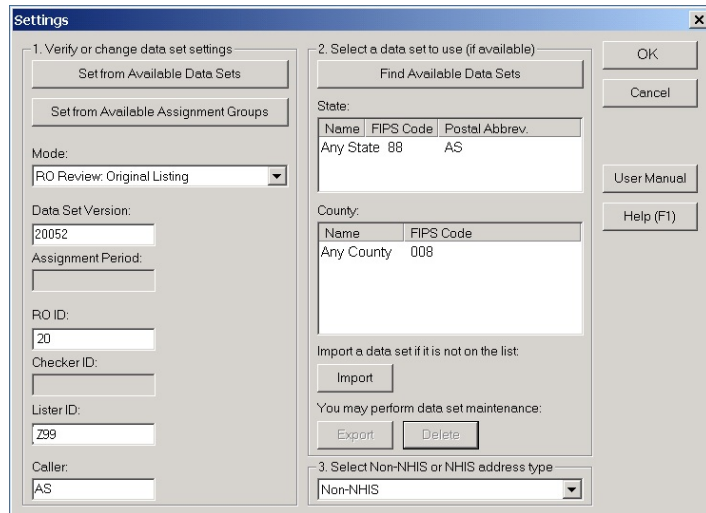 Settings
1. Verify or change data set settings
Set from Available Data Sets
Set from Available Assignment Groups
Mode:
RO Review: Original Listing
Data Set Version:
20052
Assignment Period:
RO ID:
20
Checker ID:
Lister ID:
Z99
Caller:
AS
2. Select a data set to use (if available)
Find Available Data Sets
State:
Name FIPS Code Postal Abbrev.
Any State 88 AS
County:
Name FIPS Code
Any County 008
Import a data set if it is not on the list:
Import
You may perform data set maintenance:
Export Delete
3. Select Non-NHIS or NHIS address type
Non-NHIS
OK
Cancel
User Manual
Help (F1)